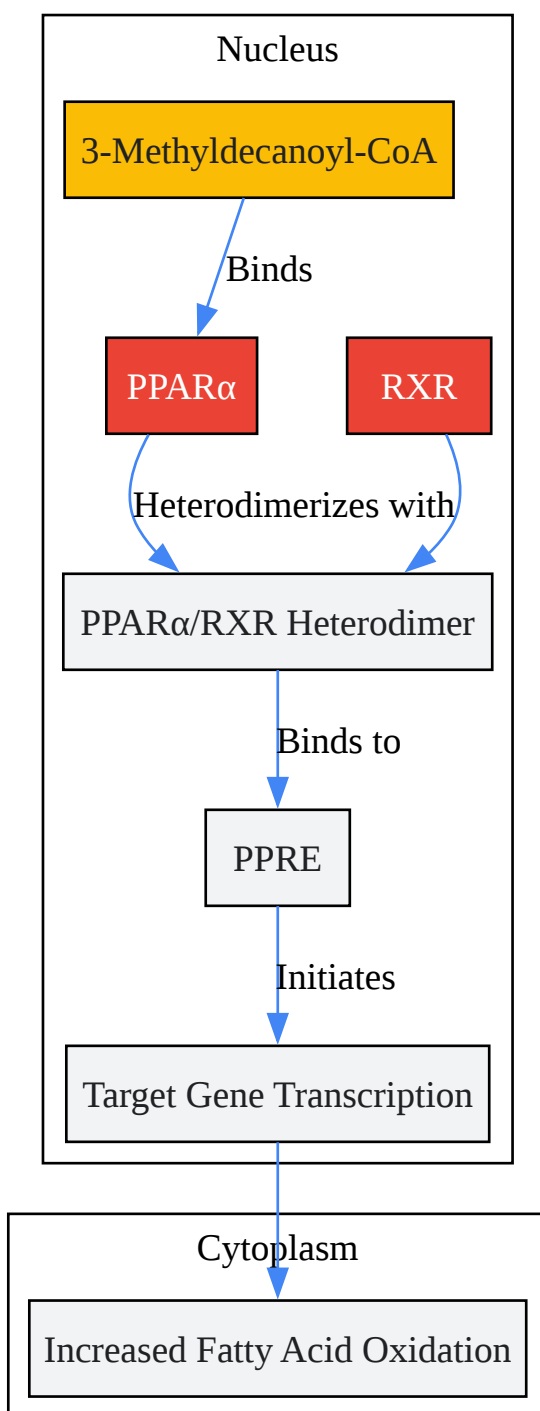 Nucleus
3-Methyldecanoyl-CoA
Binds
PPARα
RXR
Heterodimerizes with
PPARα/RXR Heterodimer
Binds to
PPRE
Initiates
Target Gene Transcription
Cytoplasm
Increased Fatty Acid Oxidation